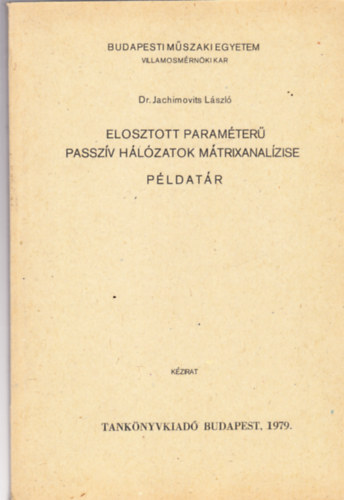 BUDAPESTI MŰSZAKI EGYETEM
VILLAMOSMÉRNÖKI KAR
Dr. Jachimovits László
ELOSZTOTT PARAMÉTERŰ
PASSZÍV HÁLÓZATOK MÁTRIXANALÍZISE
PÉLDATÁR
KÉZIRAT
TANKÖNYVKIADÓ BUDAPEST, 1979.